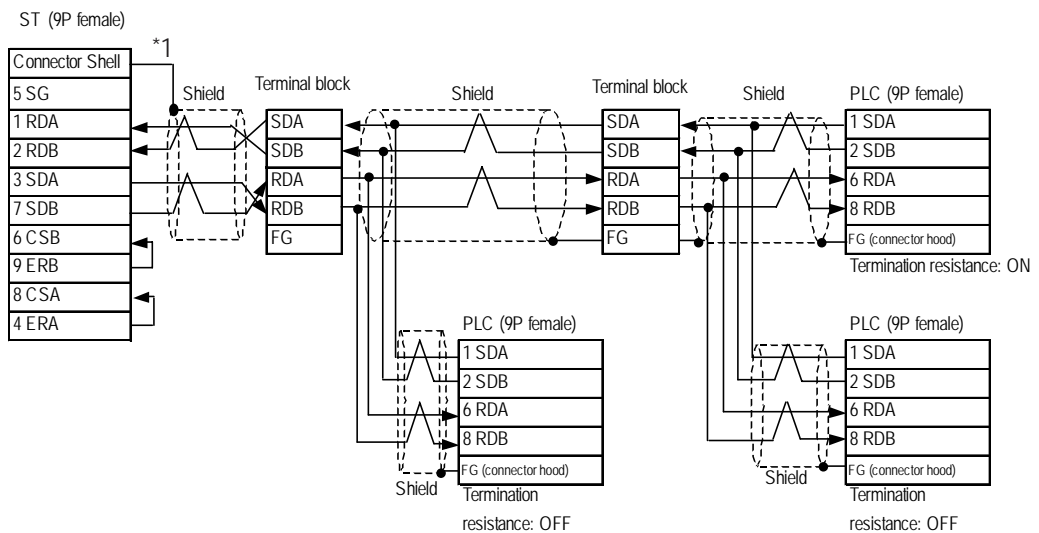 ST (9P female)
*1
Connector Shell
5 SG
1 RDA
2 RDB
3 SDA
7 SDB
6 CSB
9 ERB
8 CSA
4 ERA
Shield
Terminal block
SDA
SDB
RDA
RDB
FG
Shield
Terminal block
SDA
SDB
RDA
RDB
FG
Shield
PLC (9P female)
1 SDA
2 SDB
6 RDA
8 RDB
FG (connector hood)
Termination resistance: ON
PLC (9P female)
1 SDA
2 SDB
6 RDA
8 RDB
FG (connector hood)
Shield
Termination
resistance: OFF
PLC (9P female)
1 SDA
2 SDB
6 RDA
8 RDB
FG (connector hood)
Shield
Termination
resistance: OFF